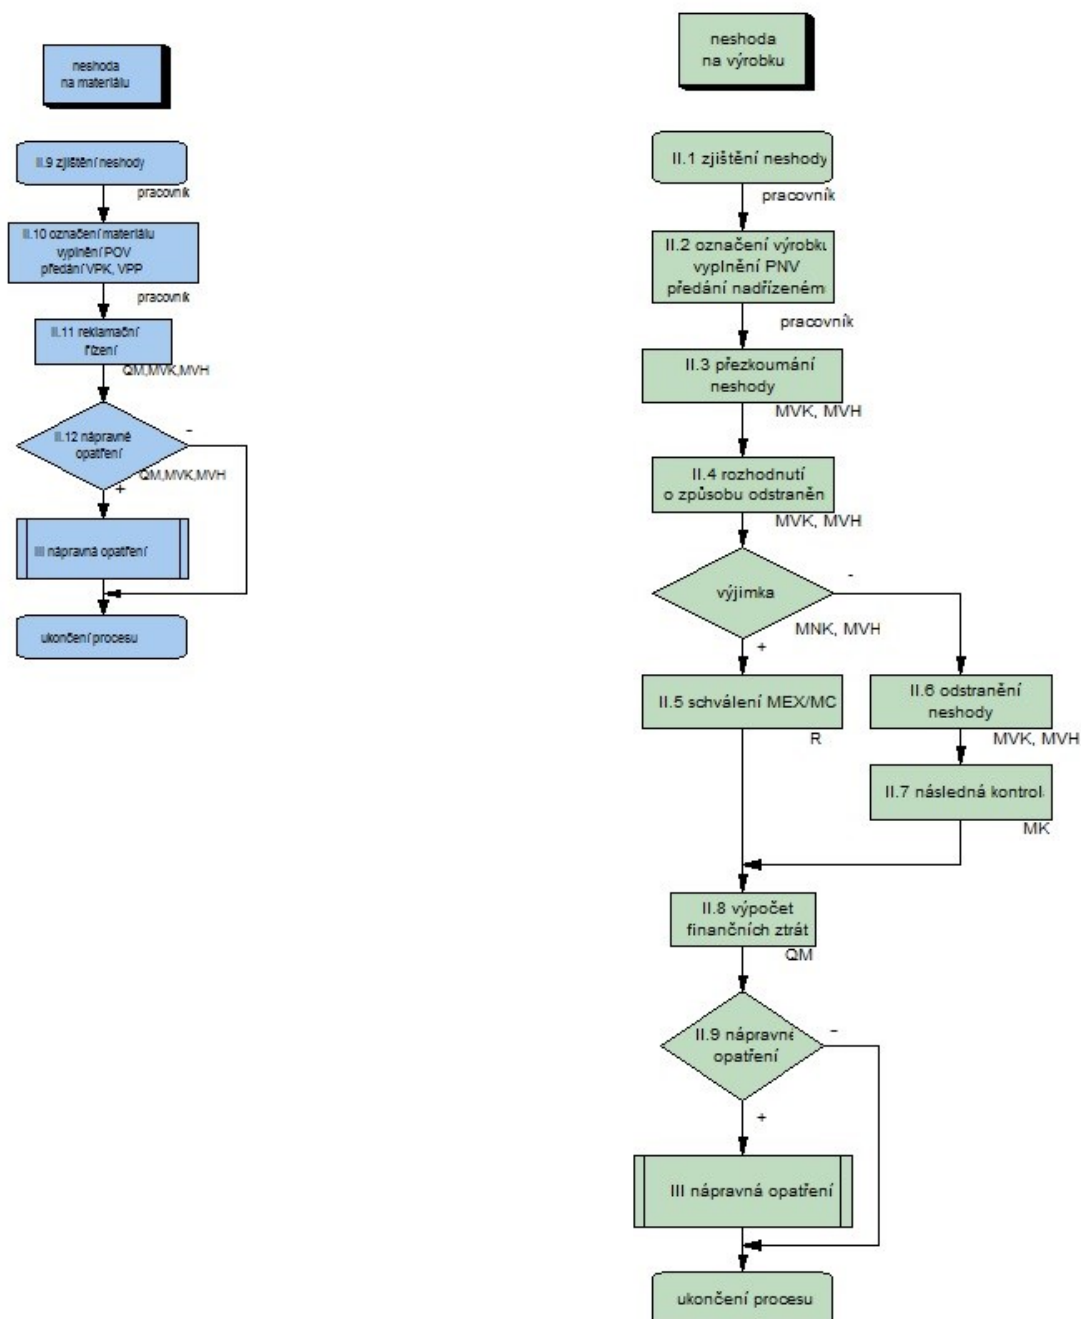 neshoda
na materiálu
II.9 zjištění neshody
pracovník
II.10 označení materiálu
vyplnění POV
předání VPK, VPP
pracovník
II.11 reklamační
řízení
QM,MVK,MVH
II.12 nápravné
opatření
-
QM,MVK,MVH
+
III nápravná opatření
ukončení procesu
neshoda
na výrobku
II.1 zjištění neshody
pracovník
II.2 označení výrobku
vyplnění PNV
předání nadřízeném
pracovník
II.3 přezkoumání
neshody
MVK, MVH
II.4 rozhodnutí
o způsobu odstraněn
MVK, MVH
výjimka
-
MNK, MVH
+
II.5 schválení MEX/MC
R
II.6 odstranění
neshody
MVK, MVH
II.7 následná kontrol
MK
II.8 výpočet
finančních ztrát
QM
II.9 nápravné
opatření
-
+
III nápravná opatření
ukončení procesu